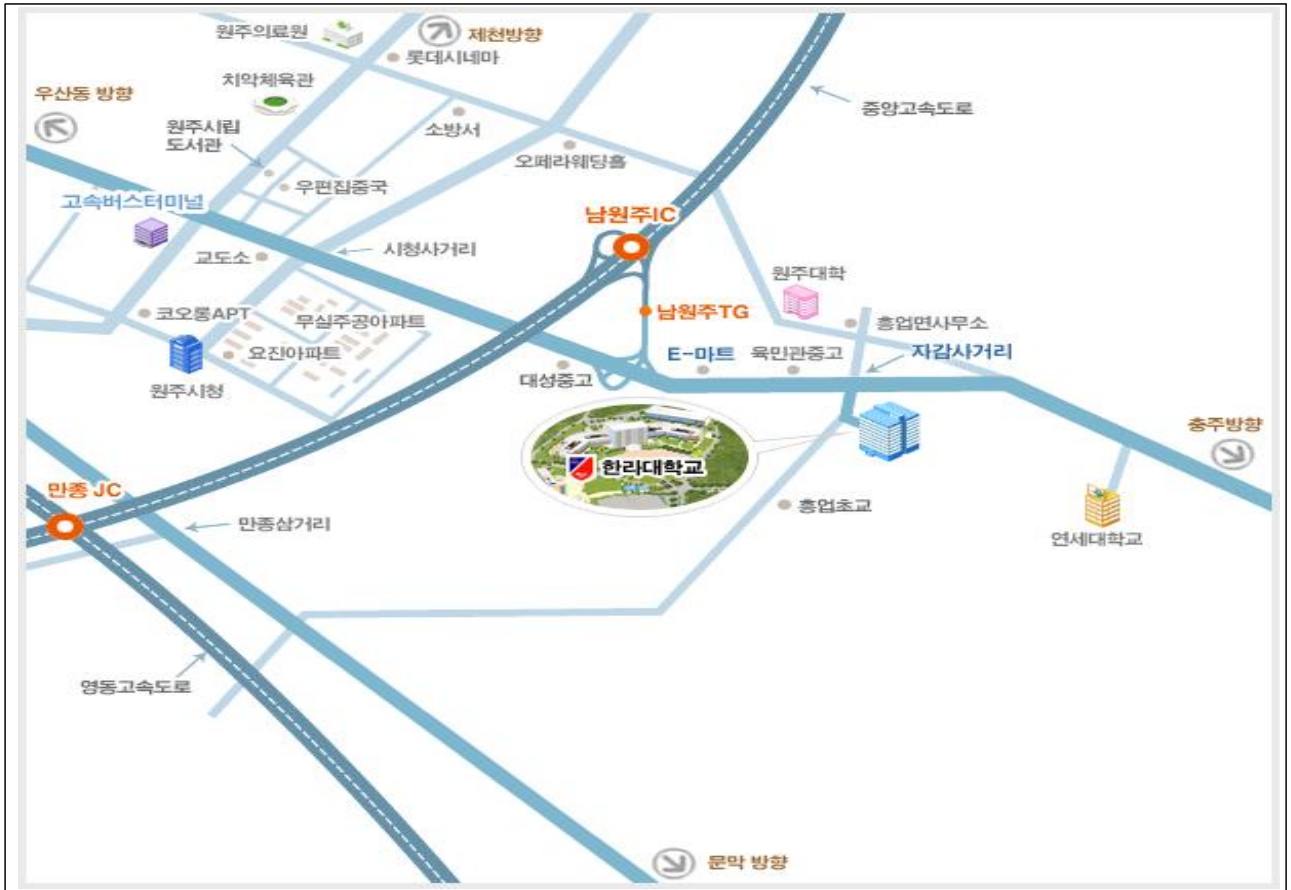 원주의료원
제천방향
롯데시네마
치악체육관
우산동 방향
중앙고속도로
원주시립
도서관
소방서
오페라웨딩홀
우편집중국
고속버스터미널
남원주IC
시청사거리
교도소
원주대학
코오롱APT
무실주공아파트
남원주TG
흥업면사무소
요진아파트
E-마트
육민관중고
자감사거리
대성중고
원주시청
충주방향
한라대학교
만종 JC
흥업초교
만종삼거리
연세대학교
영동고속도로
문막 방향